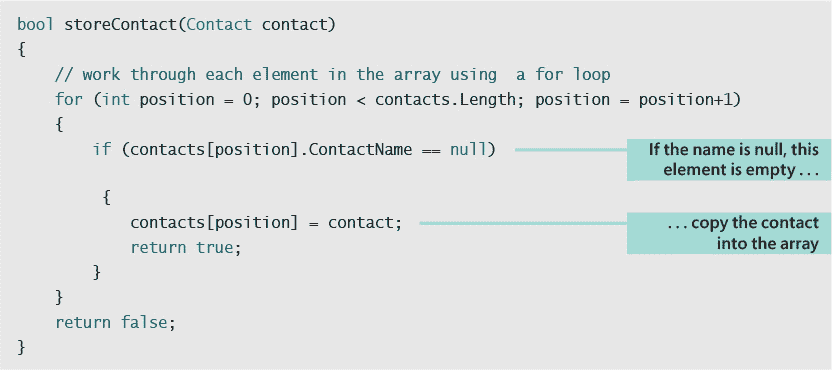 bool storeContact(Contact contact)
{
    // work through each element in the array using  a for loop
    for (int position = 0; position < contacts.Length; position = position+1)
    {
        if (contacts[position].ContactName == null)
If the name is null, this
element is empty . . .
         {
            contacts[position] = contact;
. . . copy the contact
into the array
            return true;
        }
    }
    return false;
}